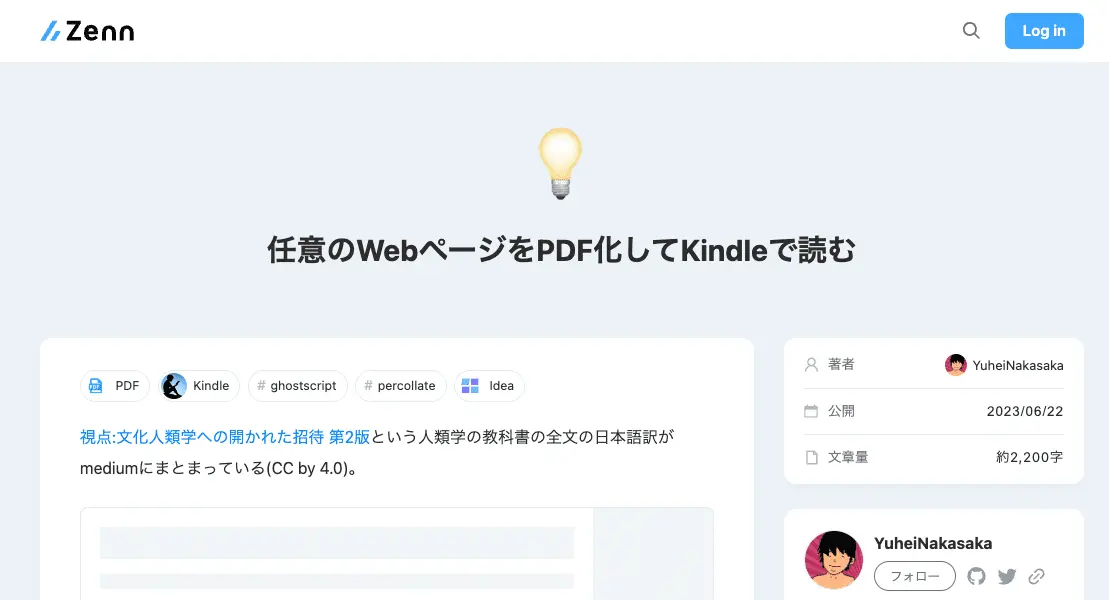 Zenn
Log in
任意のWebページをPDF化してKindleで読む
PDF
Kindle
# ghostscript
# percollate
Idea
視点:文化人類学への開かれた招待 第2版という人類学の教科書の全文の日本語訳が
mediumにまとまっている(CC by 4.0)。
著者
YuheiNakasaka
公開
2023/06/22
文章量
約2,200字
YuheiNakasaka
フォロー